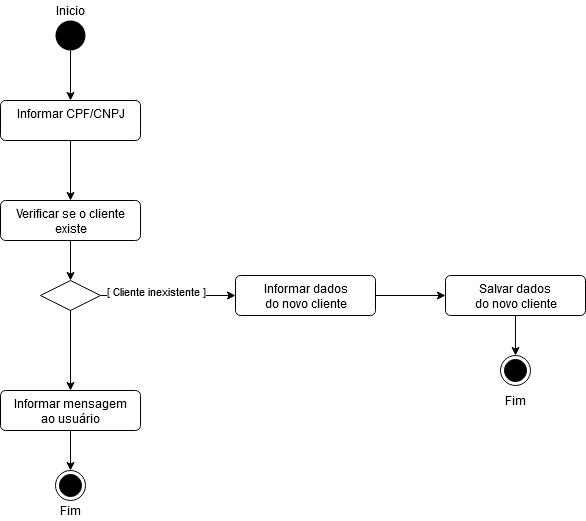 Inicio
Informar CPF/CNPJ
Verificar se o cliente
existe
[ Cliente inexistente ]
Informar dados
do novo cliente
Salvar dados
do novo cliente
Fim
Informar mensagem
ao usuário
Fim